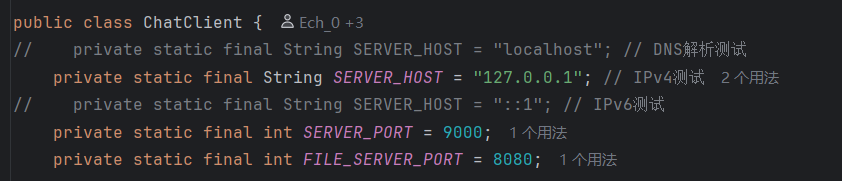 public class ChatClient { Ech_0 +3
//    private static final String SERVER_HOST = "localhost"; // DNS解析测试
    private static final String SERVER_HOST = "127.0.0.1"; // IPv4测试 2 个用法
//    private static final String SERVER_HOST = "::1"; // IPv6测试
    private static final int SERVER_PORT = 9000; 1 个用法
    private static final int FILE_SERVER_PORT = 8080; 1 个用法